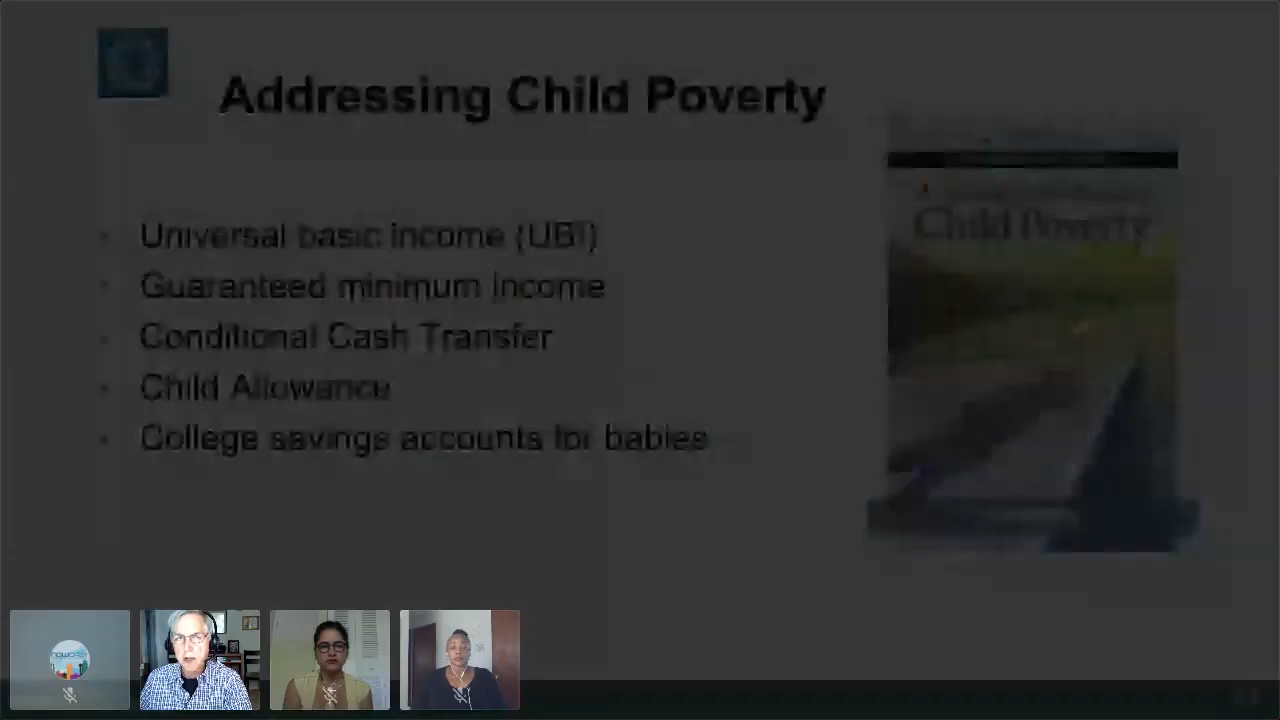 Addressing Child Poverty
Universal basic income (UBI)
Guaranteed minimum income
Conditional Cash Transfer
Child Allowance
College savings accounts for babies
Child Poverty
NOWCAST